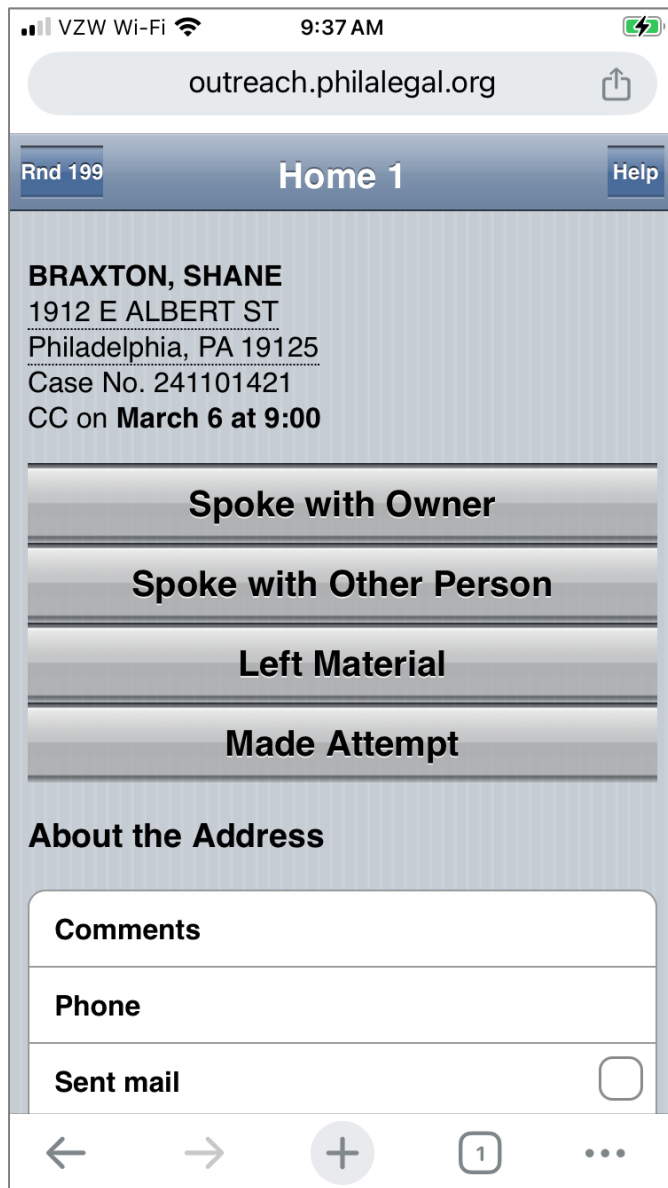 VZW Wi-Fi 9:37 AM
outreach.philalegal.org
Rnd 199 Home 1 Help
BRAXTON, SHANE
1912 E ALBERT ST
Philadelphia, PA 19125
Case No. 241101421
CC on March 6 at 9:00
Spoke with Owner
Spoke with Other Person
Left Material
Made Attempt
About the Address
Comments
Phone
Sent mail
1